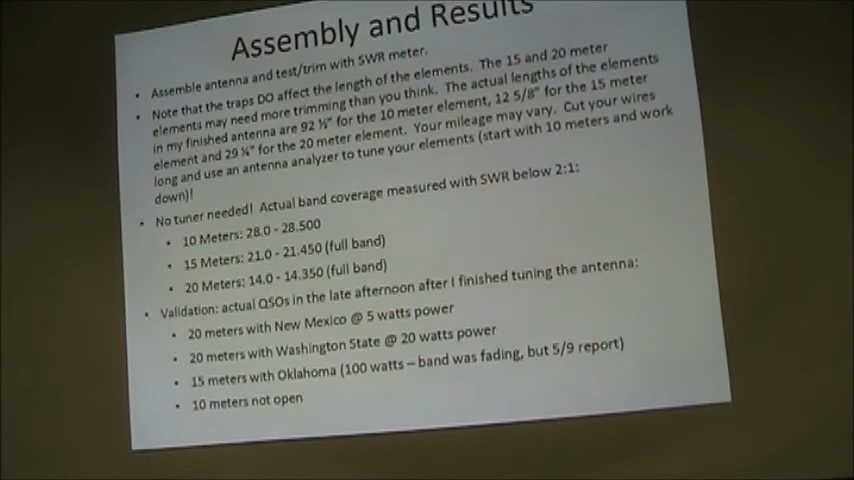 Assembly and Results
• Assemble antenna and test/trim with SWR meter.
• Note that the traps DO affect the length of the elements. The 15 and 20 meter
elements may need more trimming than you think. The actual lengths of the elements
in my finished antenna are 92 ½" for the 10 meter element, 12 5/8" for the 15 meter
element and 29 ¼" for the 20 meter element. Your mileage may vary. Cut your wires
long and use an antenna analyzer to tune your elements (start with 10 meters and work
down)!
• No tuner needed! Actual band coverage measured with SWR below 2:1:
• 10 Meters: 28.0 - 28.500
• 15 Meters: 21.0 - 21.450 (full band)
• 20 Meters: 14.0 - 14.350 (full band)
• Validation: actual QSOs in the late afternoon after I finished tuning the antenna:
• 20 meters with New Mexico @ 5 watts power
• 20 meters with Washington State @ 20 watts power
• 15 meters with Oklahoma (100 watts – band was fading, but 5/9 report)
• 10 meters not open